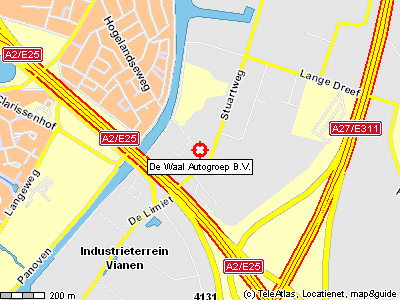 Hogelandseweg
A2/E25
Stuartweg
Lange Dreef
Clarissenhof
A2/E25
A27/E311
De Waal Autogroep B.V.
Langeweg
De Limiet
Panoven
Industrieterrein
Vianen
A2/E25
4131
200 m
(c) TeleAtlas, Locatienet, map&guide